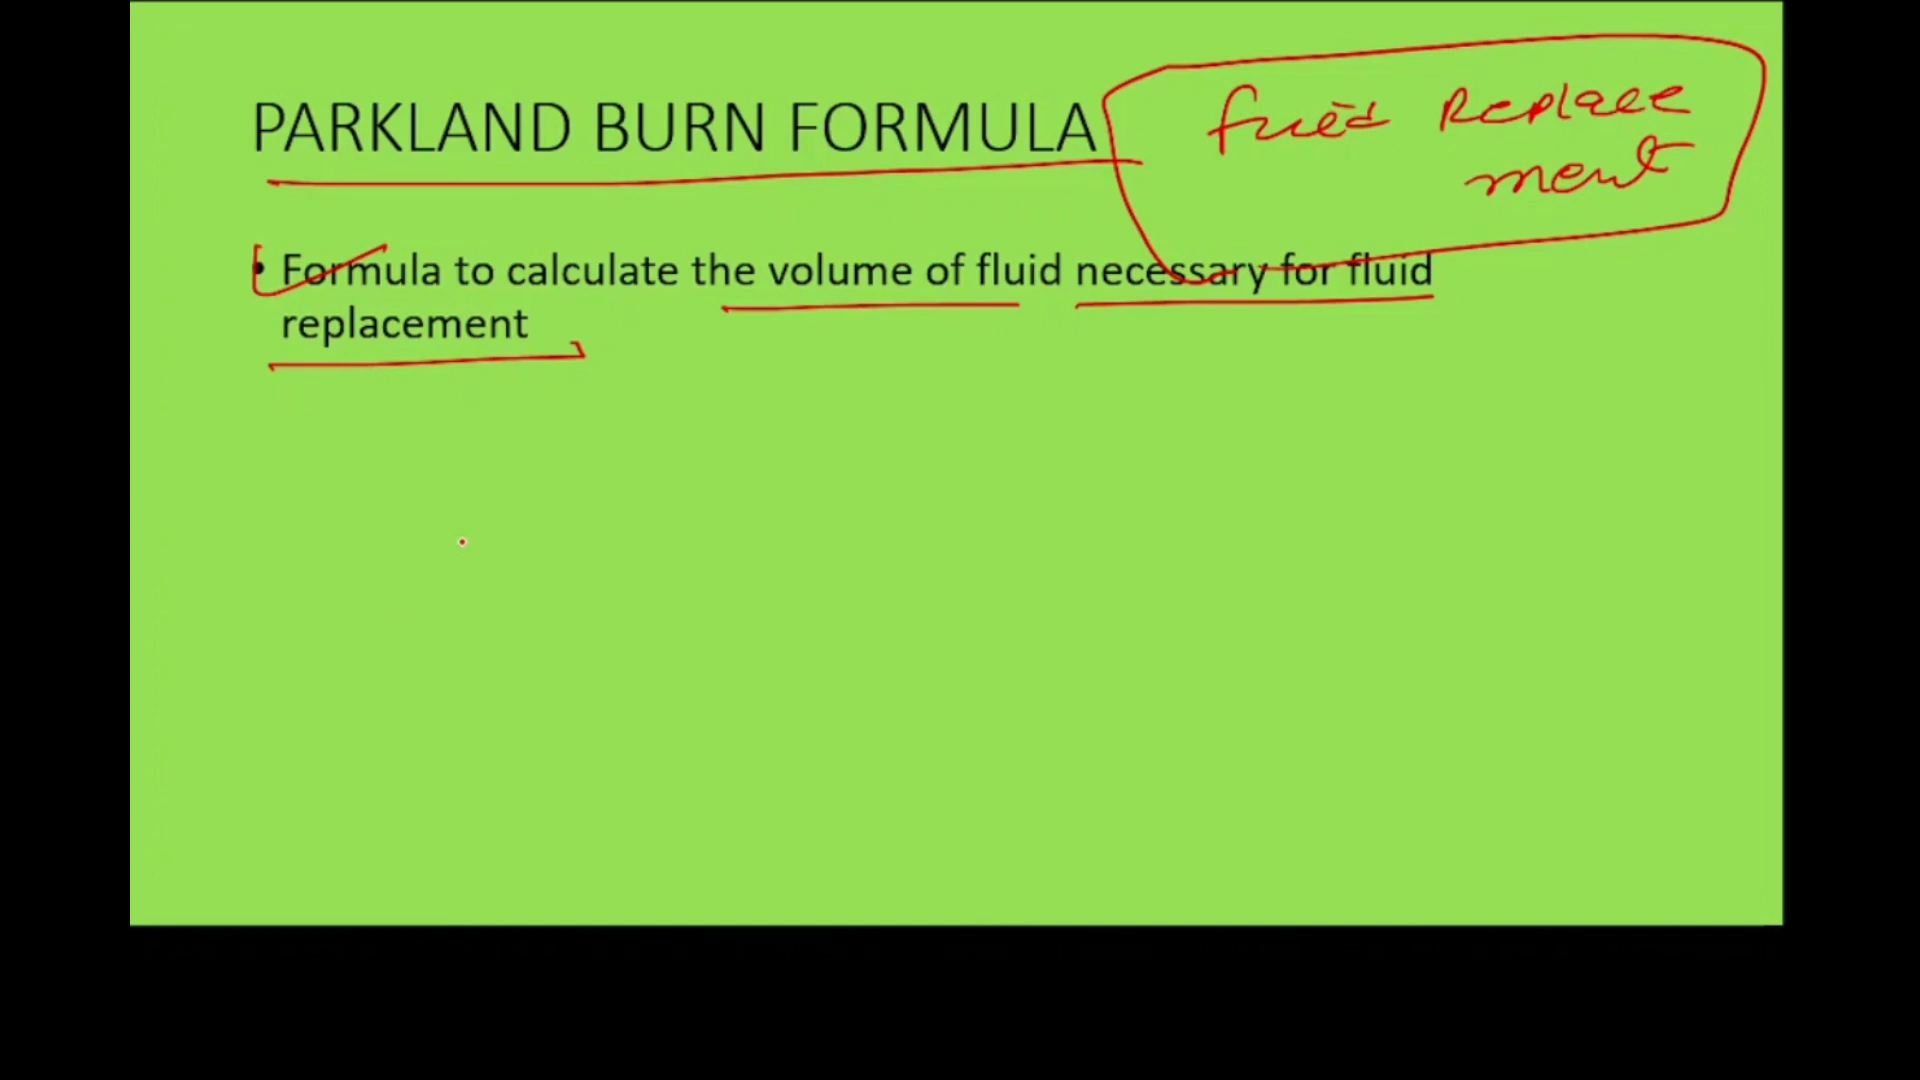 PARKLAND BURN FORMULA
fluid Replace
ment
• Formula to calculate the volume of fluid necessary for fluid
replacement